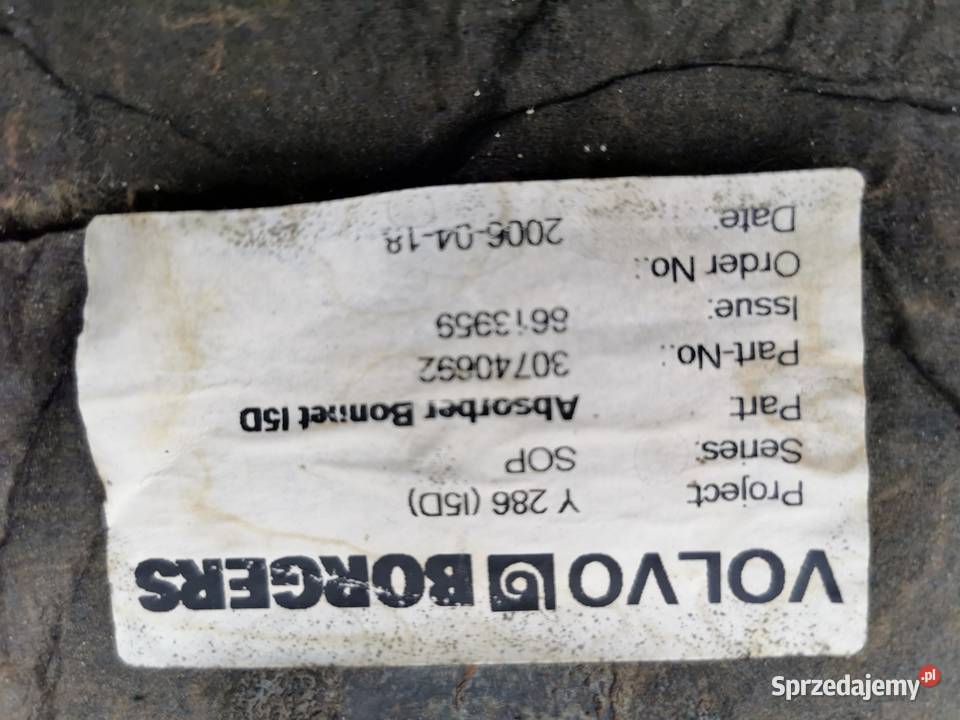 VOLVO BORGERS
Project: Y 286 (I5D)
Series: SOP
Part: Absorber Bonnet I5D
Part-No.: 30740692
Issue: 8613959
Order No.:
Date: 2006-04-18
Sprzedajemy.pl